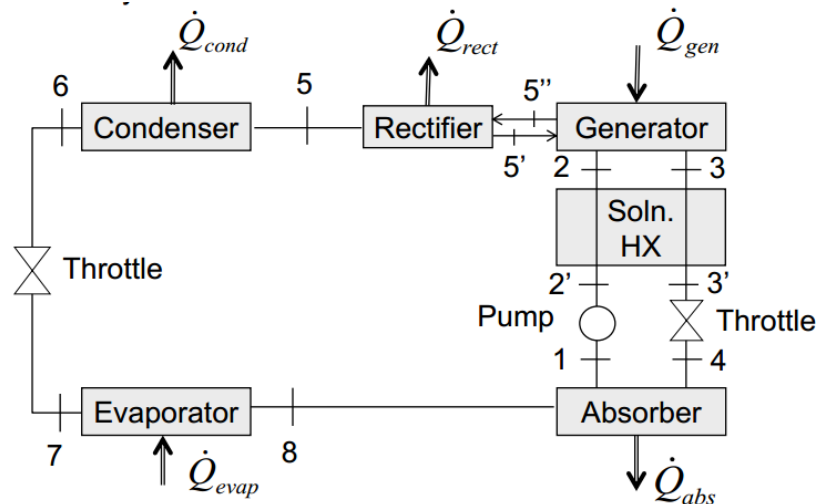 Q̇cond
Q̇rect
Q̇gen
6
5
5''
Condenser
Rectifier
Generator
5'
2
3
Soln.
HX
Throttle
2'
3'
Pump
Throttle
1
4
Evaporator
Absorber
7
8
Q̇evap
Q̇abs